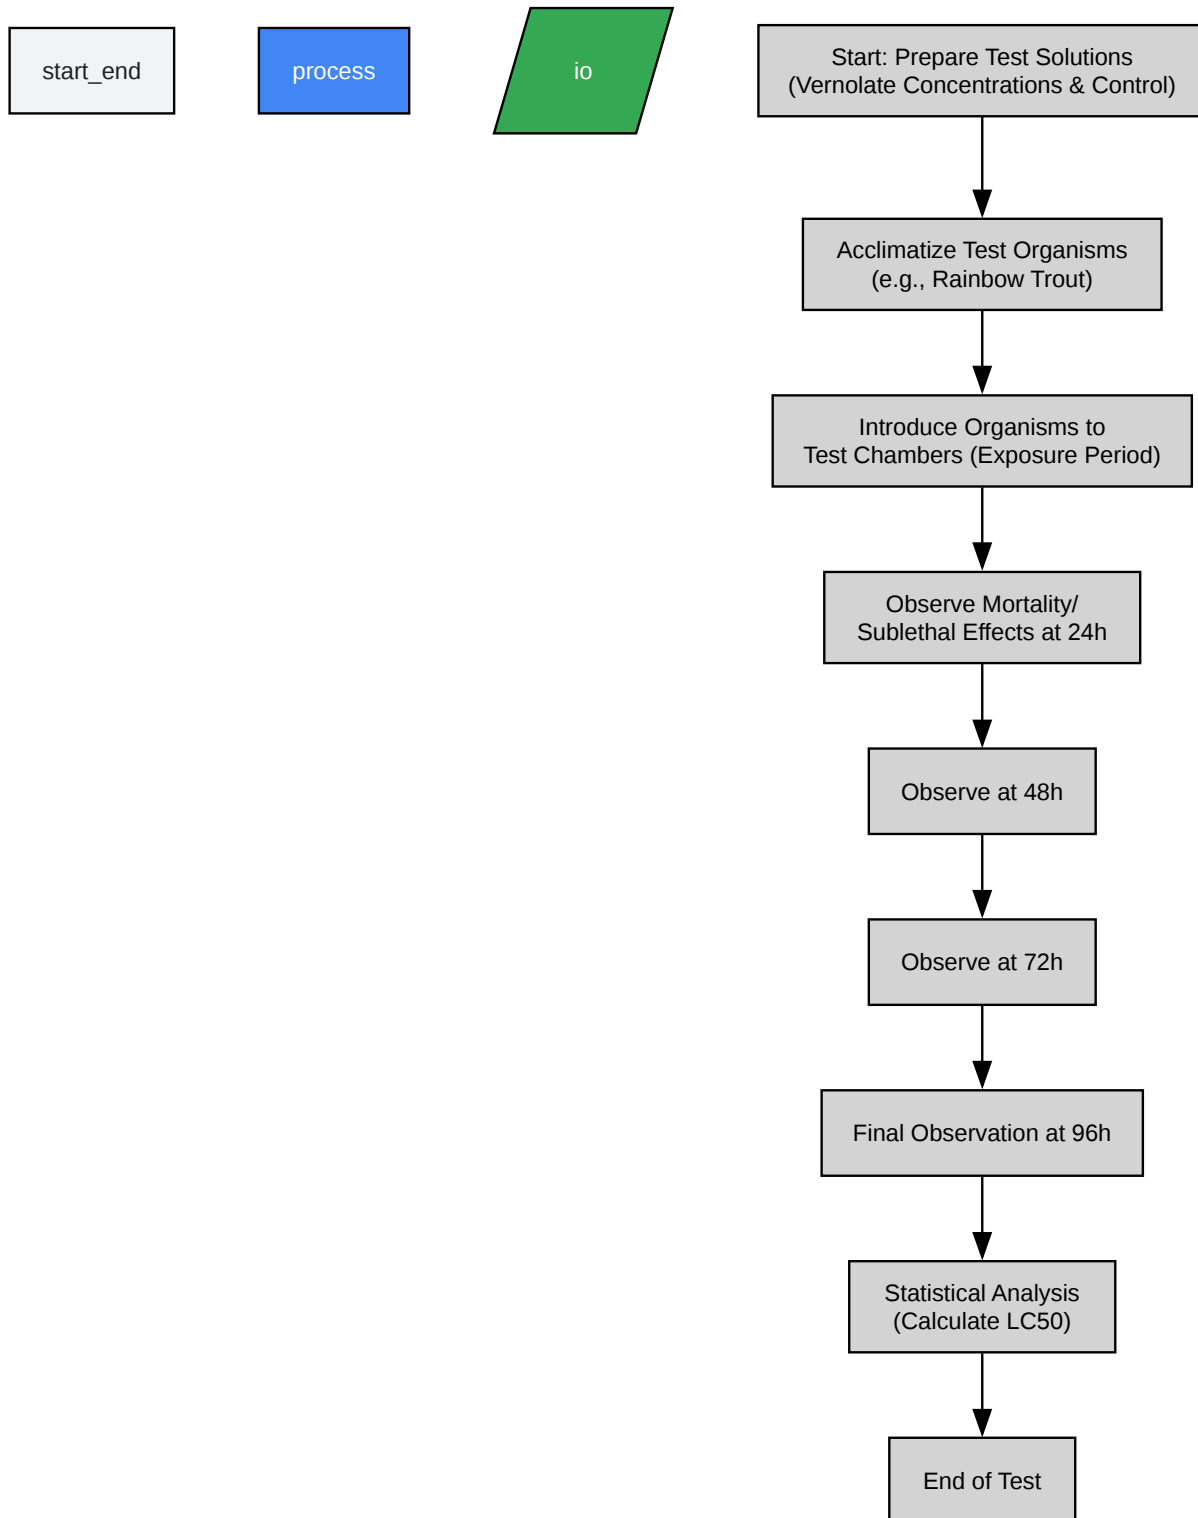 start_end
process
io
Start: Prepare Test Solutions
(Vernolate Concentrations & Control)
Acclimatize Test Organisms
(e.g., Rainbow Trout)
Introduce Organisms to
Test Chambers (Exposure Period)
Observe Mortality/
Sublethal Effects at 24h
Observe at 48h
Observe at 72h
Final Observation at 96h
Statistical Analysis
(Calculate LC50)
End of Test